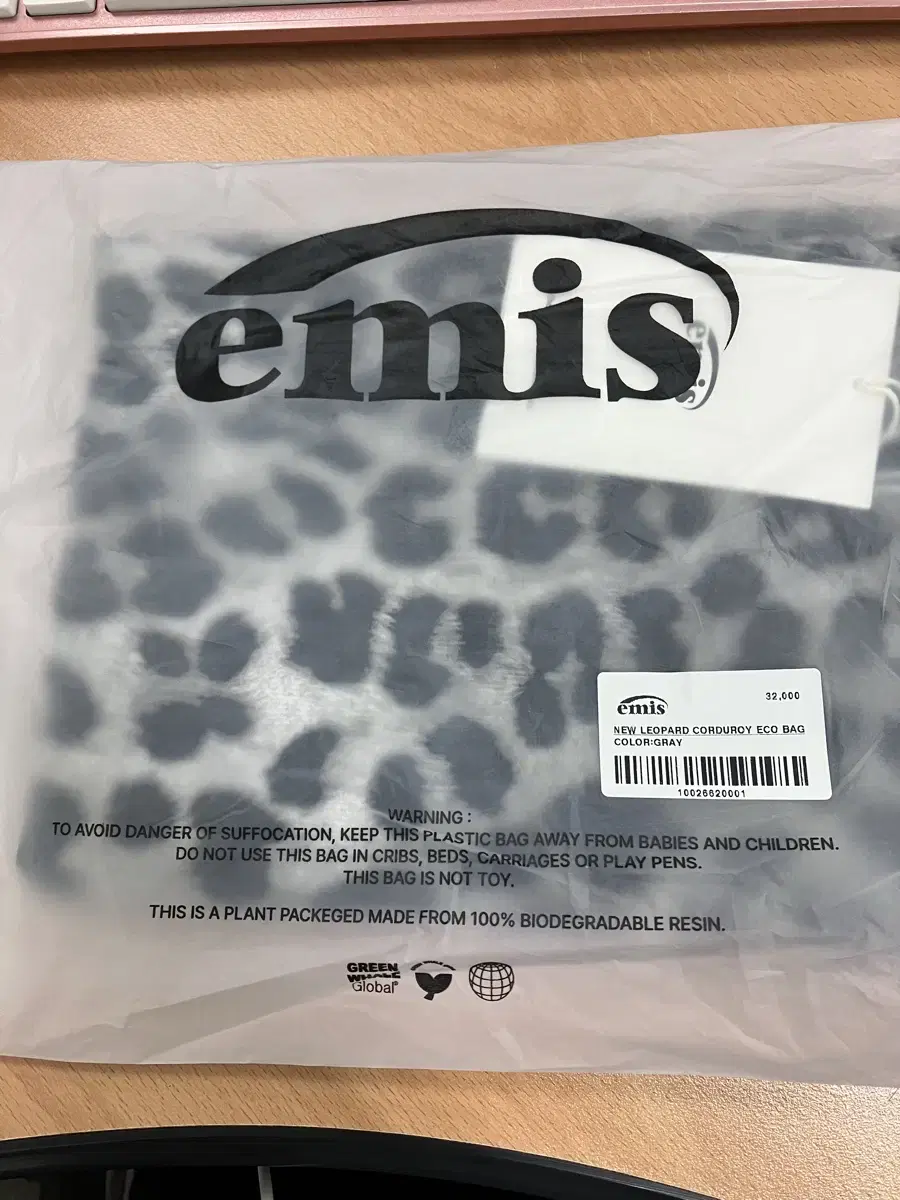 emis
emis
32,000
NEW LEOPARD CORDUROY ECO BAG
COLOR:GRAY
10026620001
WARNING :
TO AVOID DANGER OF SUFFOCATION, KEEP THIS PLASTIC BAG AWAY FROM BABIES AND CHILDREN.
DO NOT USE THIS BAG IN CRIBS, BEDS, CARRIAGES OR PLAY PENS.
THIS BAG IS NOT TOY.
THIS IS A PLANT PACKEGED MADE FROM 100% BIODEGRADABLE RESIN.
GREEN
WHALE
Global®